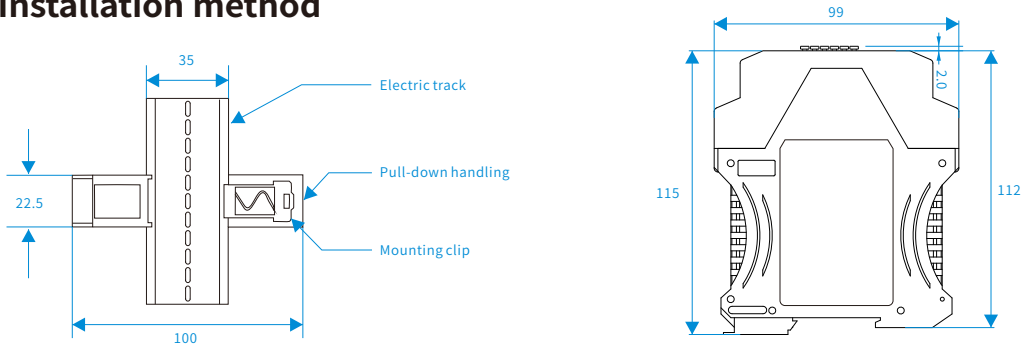 Installation method
35
Electric track
Pull-down handling
22.5
Mounting clip
100
99
2.0
115
112